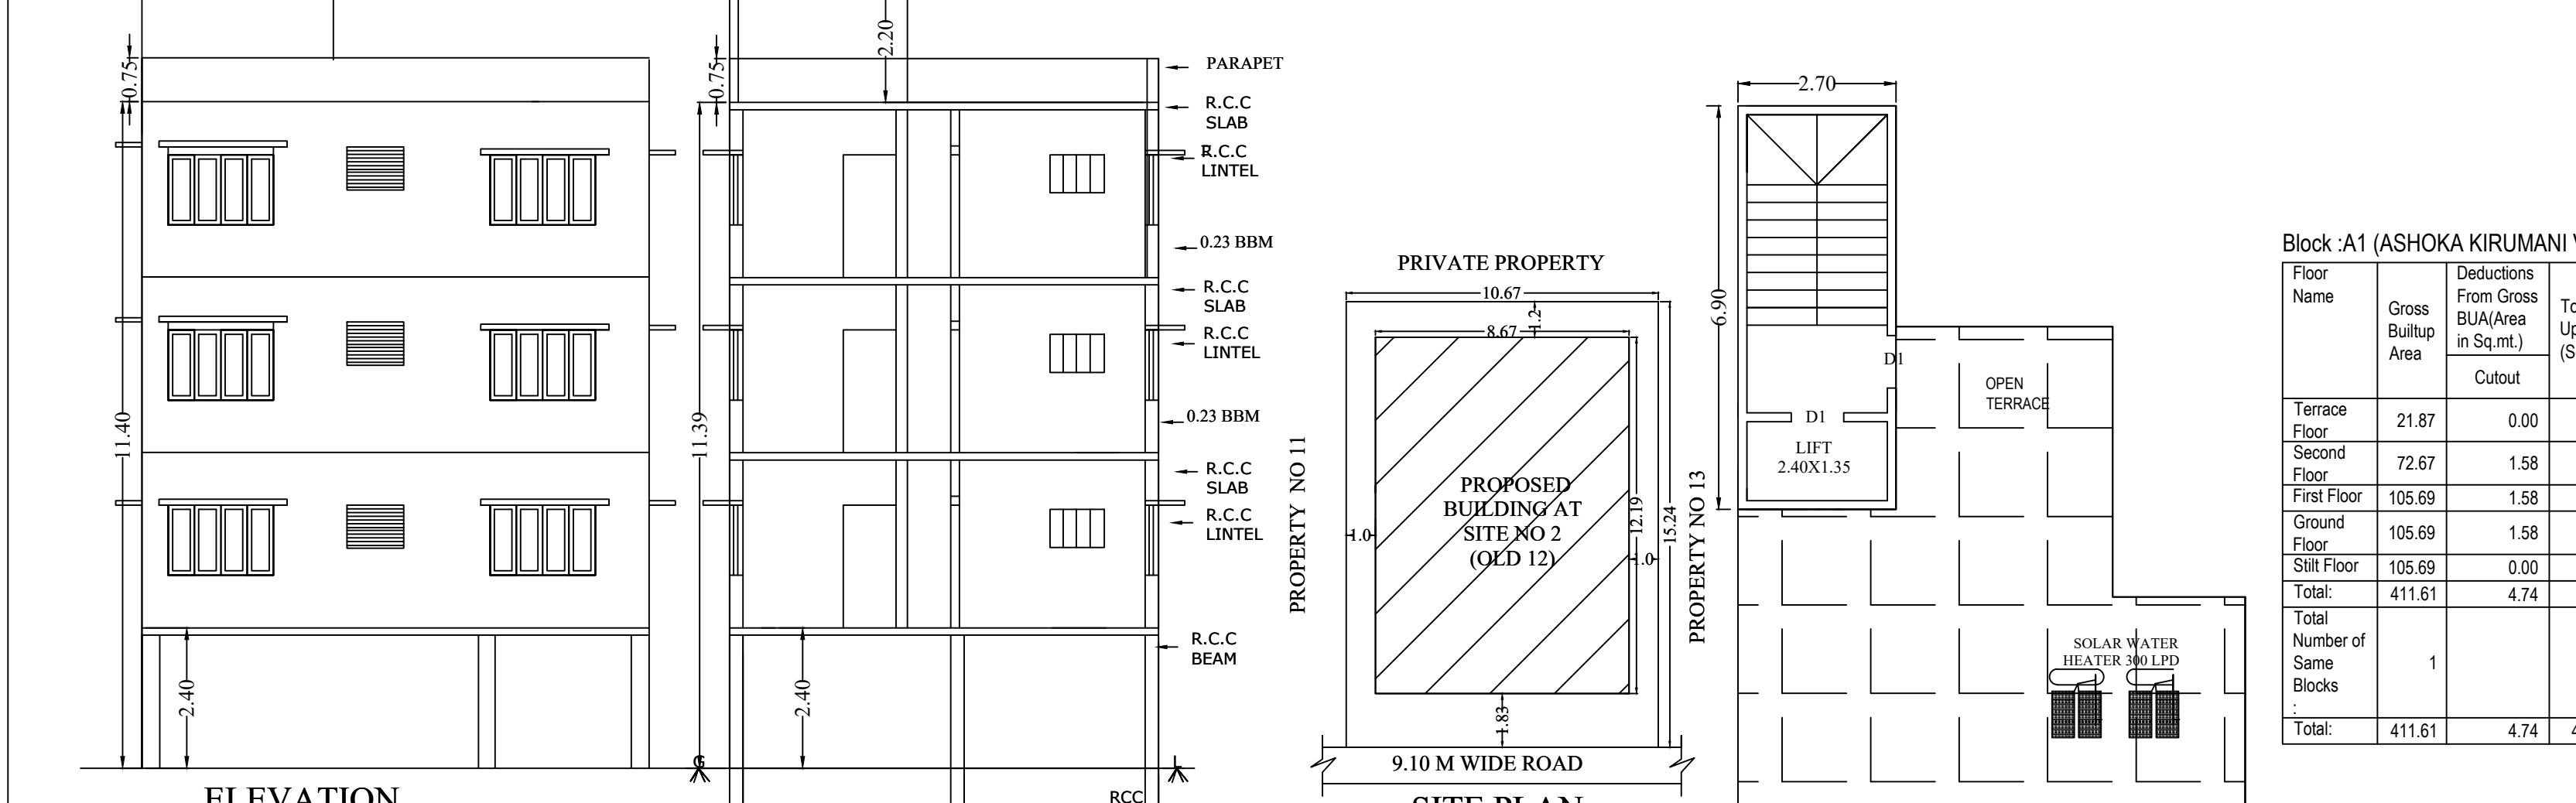 0.75
11.40
2.40
ELEVATION
2.20
0.75
11.39
2.40
PARAPET
R.C.C
SLAB
R.C.C
LINTEL
0.23 BBM
R.C.C
SLAB
R.C.C
LINTEL
0.23 BBM
R.C.C
SLAB
R.C.C
LINTEL
R.C.C
BEAM
G
L
RCC
PRIVATE PROPERTY
10.67
1.2
8.67
PROPERTY NO 11
PROPOSED
BUILDING AT
SITE NO 2
(OLD 12)
1.0
1.0
12.19
15.24
PROPERTY NO 13
1.83
9.10 M WIDE ROAD
SITE PLAN
2.70
6.90
D1
D1
LIFT
2.40X1.35
OPEN
TERRACE
SOLAR WATER
HEATER 300 LPD
Block :A1 (ASHOKA KIRUMANI
Floor
Name
Gross
Builtup
Area
Deductions
From Gross
BUA(Area
in Sq.mt.)
Cutout
Terrace
Floor
21.87 0.00
Second
Floor
72.67 1.58
First Floor 105.69 1.58
Ground
Floor
105.69 1.58
Stilt Floor 105.69 0.00
Total: 411.61 4.74
Total
Number of
Same
Blocks
:
1
Total: 411.61 4.74